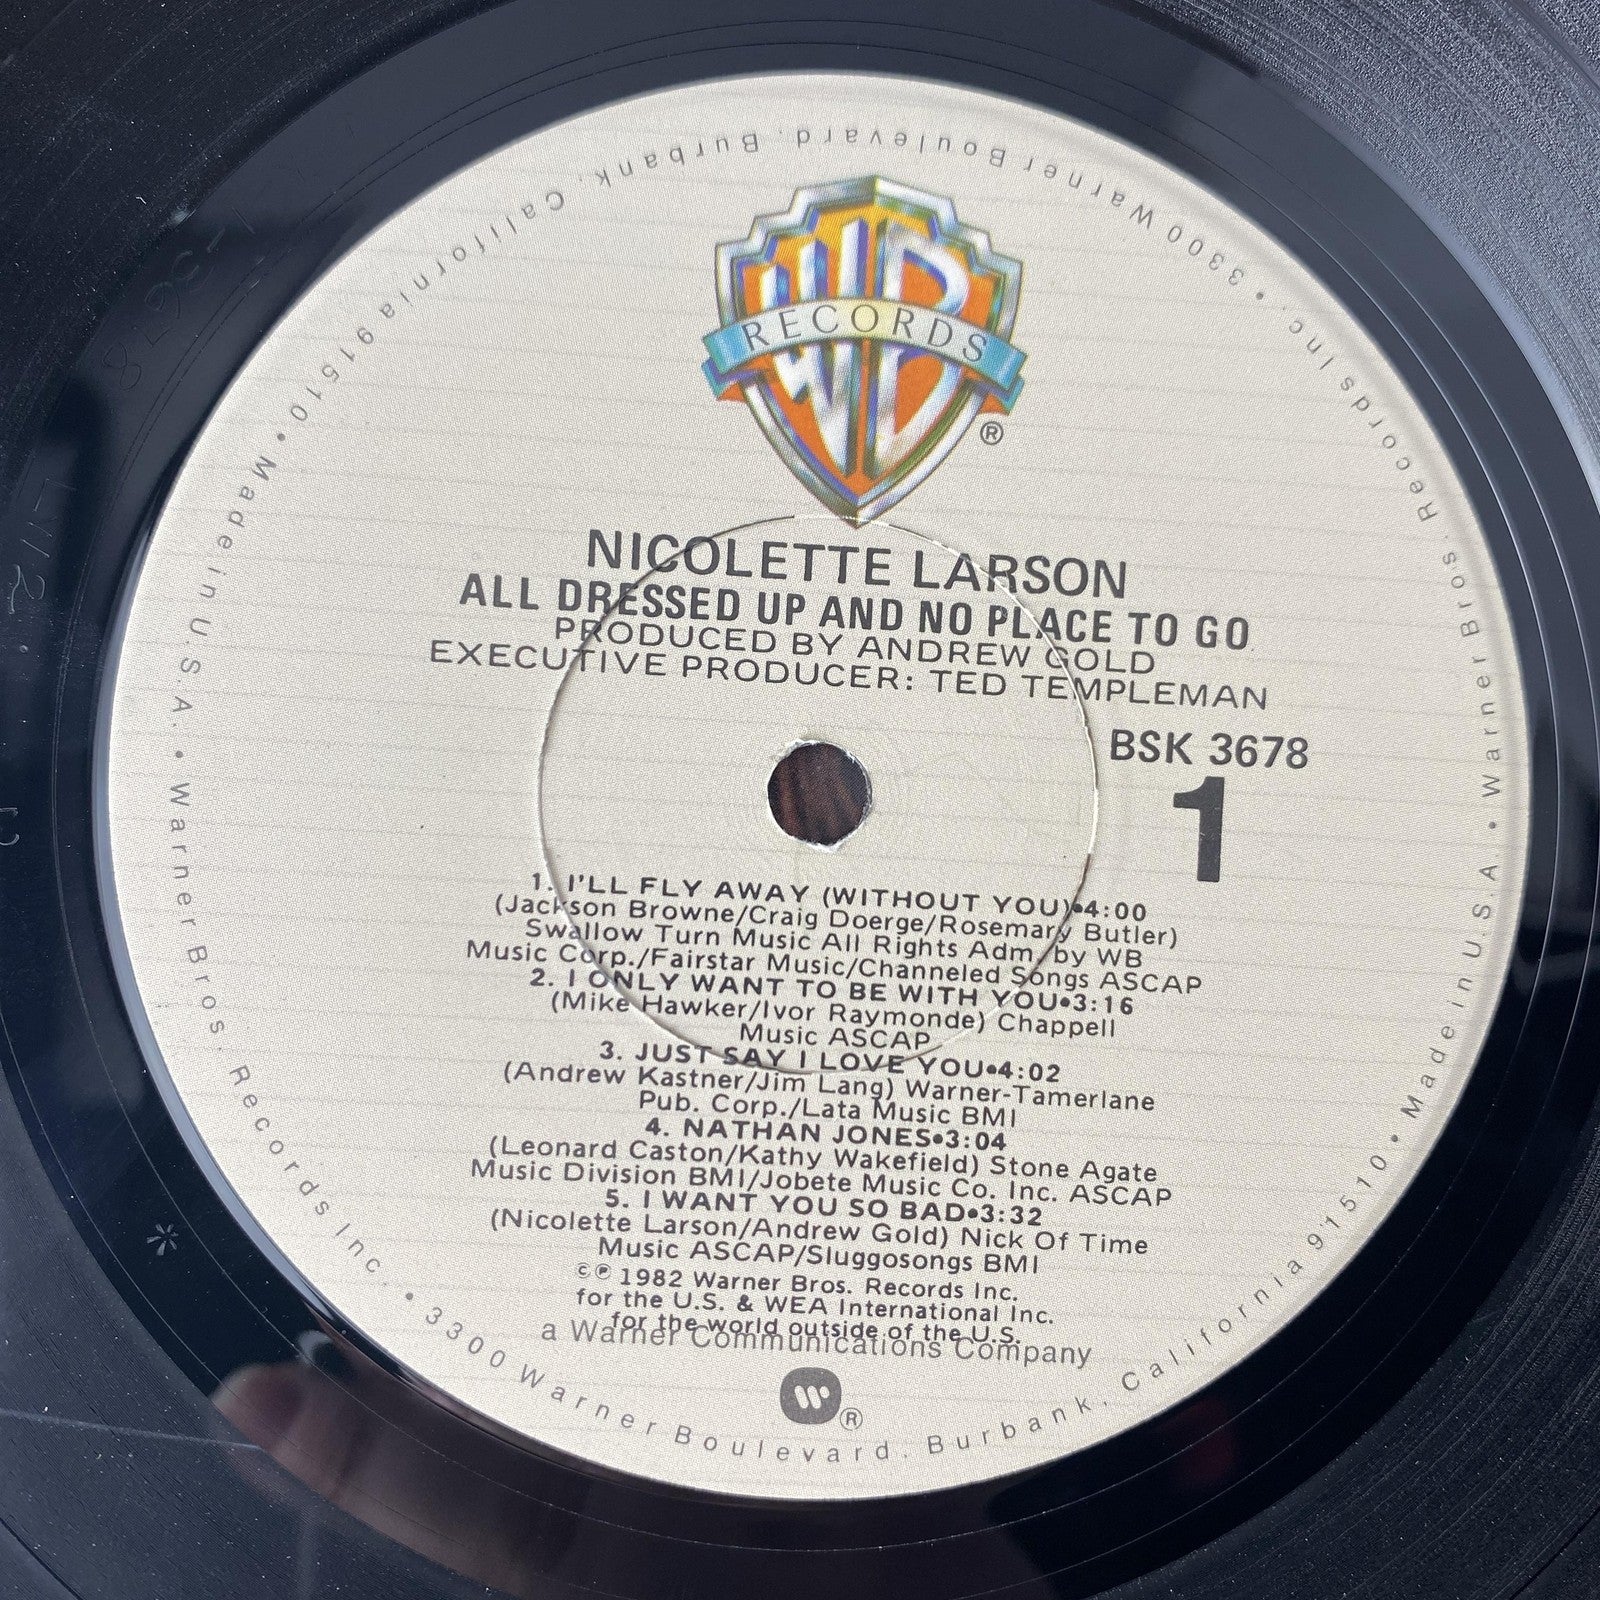 RECORDS
®
NICOLETTE LARSON
ALL DRESSED UP AND NO PLACE TO GO
PRODUCED BY ANDREW GOLD
EXECUTIVE PRODUCER: TED TEMPLEMAN
BSK 3678
1
1. I'LL FLY AWAY (WITHOUT YOU)•4:00
(Jackson Browne/Craig Doerge/Rosemary Butler)
Swallow Turn Music All Rights Adm. by WB
Music Corp./Fairstar Music/Channeled Songs ASCAP
2. I ONLY WANT TO BE WITH YOU•3:16
(Mike Hawker/Ivor Raymonde) Chappell
Music ASCAP
3. JUST SAY I LOVE YOU•4:02
(Andrew Kastner/Jim Lang) Warner-Tamerlane
Pub. Corp./Lata Music BMI
4. NATHAN JONES•3:04
(Leonard Caston/Kathy Wakefield) Stone Agate
Music Division BMI/Jobete Music Co. Inc. ASCAP
5. I WANT YOU SO BAD•3:32
(Nicolette Larson/Andrew Gold) Nick Of Time
Music ASCAP/Sluggosongs BMI
©℗ 1982 Warner Bros. Records Inc.
for the U.S. & WEA International Inc.
for the world outside of the U.S.
a Warner Communications Company
®
Warner Bros. Records Inc. • 3300 Warner Boulevard. Burbank, California 91510 • Made in U.S.A • Warner Bros. Records Inc. • 3300 Warner Boulevard. Burbank, California 91510 • Made in U.S.A. •